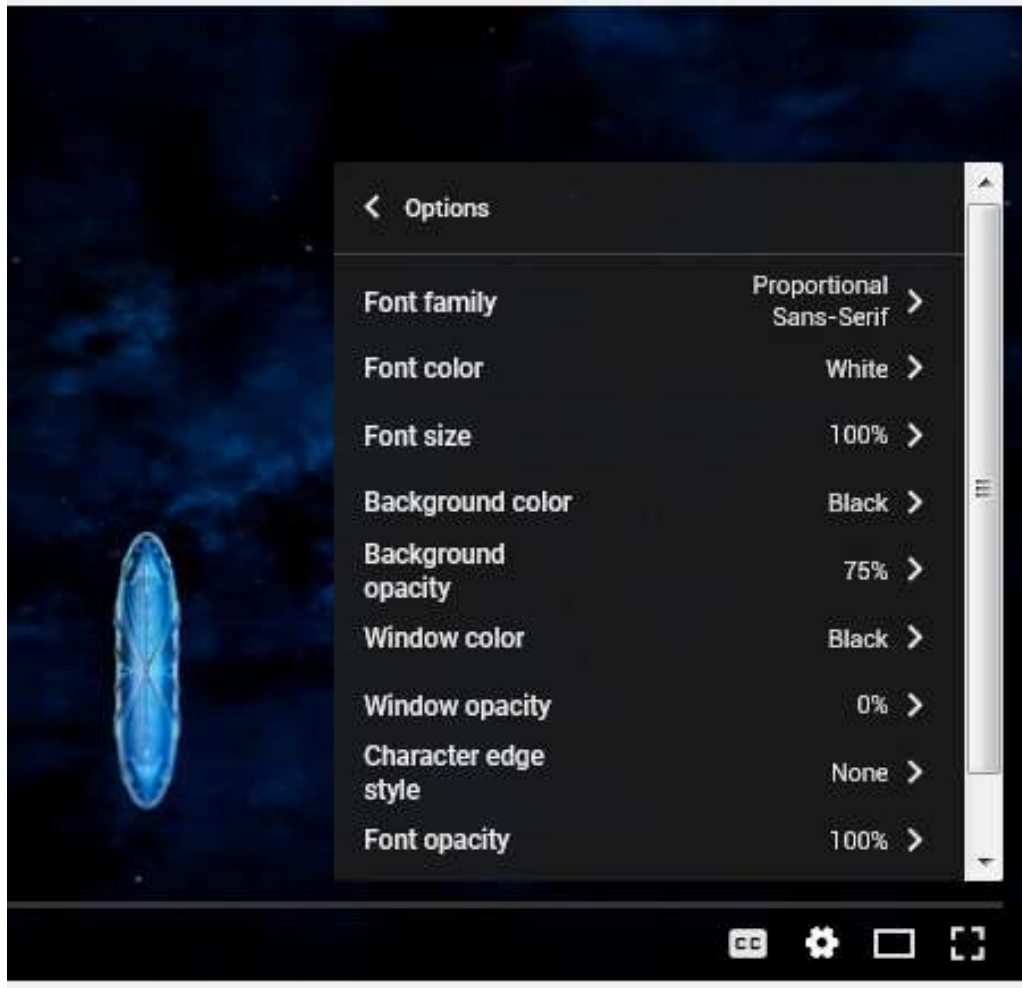 Options
Font family
Proportional
Sans-Serif
Font color White
Font size 100%
Background color Black
Background
opacity
75%
Window color Black
Window opacity 0%
Character edge
style
None
Font opacity 100%
CC